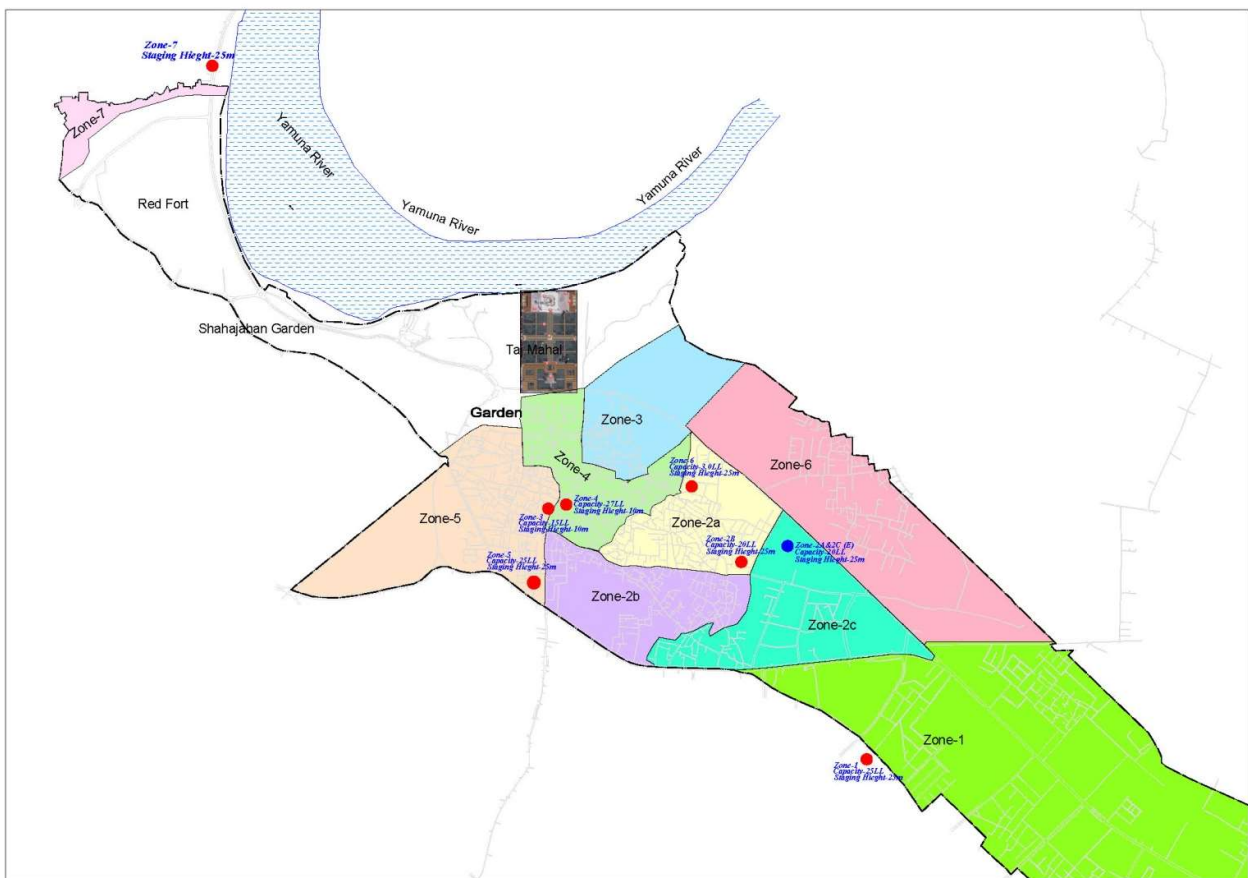 Zone-7
Staging Hieght-25m
Zone-7
Yamuna River
Yamuna River
Yamuna River
Red Fort
Shahajahan Garden
Taj Mahal
Garden
Zone-3
Zone-4
Zone-6
Zone-6
Capacity-3.0LL
Staging Hieght-25m
Zone-4
Capacity-27LL
Staging Hieght-10m
Zone-3
Capacity-15LL
Staging Hieght-10m
Zone-5
Zone-2a
Zone-2B
Capacity-20LL
Staging Hieght-25m
Zone-2A&2C (E)
Capacity-20LL
Staging Hieght-25m
Zone-5
Capacity-25LL
Staging Hieght-25m
Zone-2b
Zone-2c
Zone-1
Zone-1
Capacity-25LL
Staging Hieght-25m